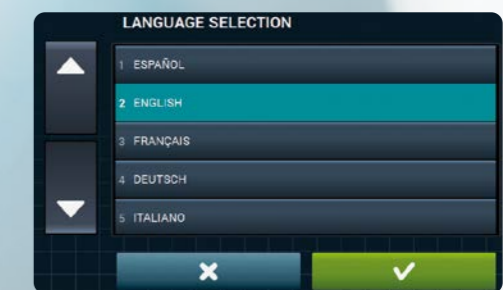 LANGUAGE SELECTION
1 ESPAÑOL
2 ENGLISH
3 FRANÇAIS
4 DEUTSCH
5 ITALIANO